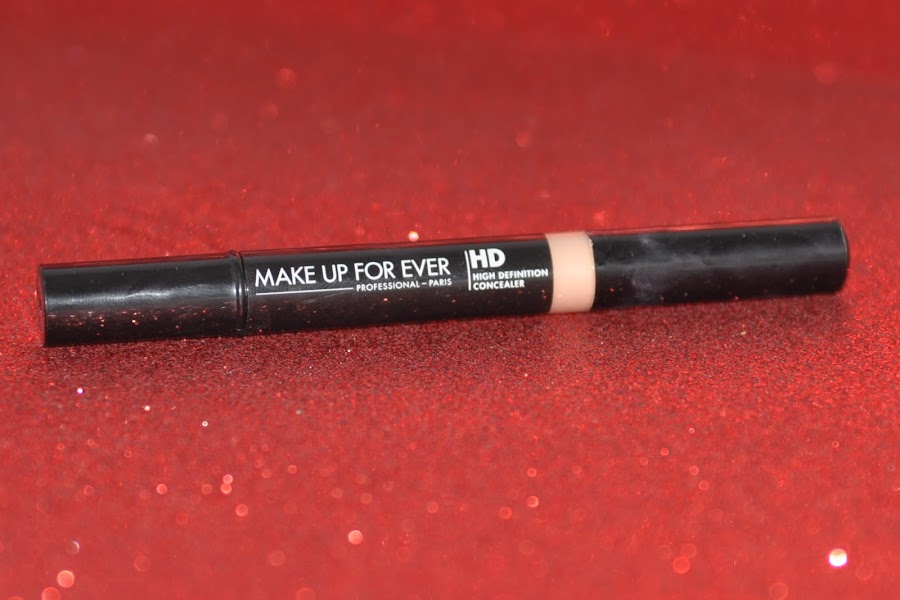 MAKE UP FOR EVER
PROFESSIONAL – PARIS
HD
HIGH DEFINITION
CONCEALER